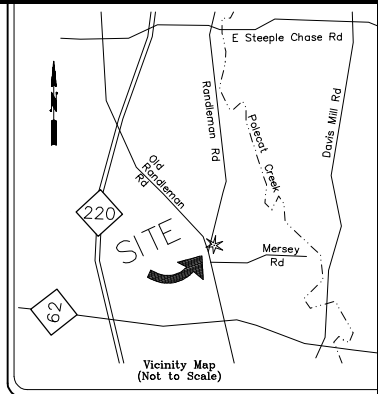 E Steeple Chase Rd
N
Randleman Rd
Davis Mill Rd
Polecat Creek
Old
Randleman
Rd
220
SITE
Mersey
Rd
62
Vicinity Map
(Not to Scale)